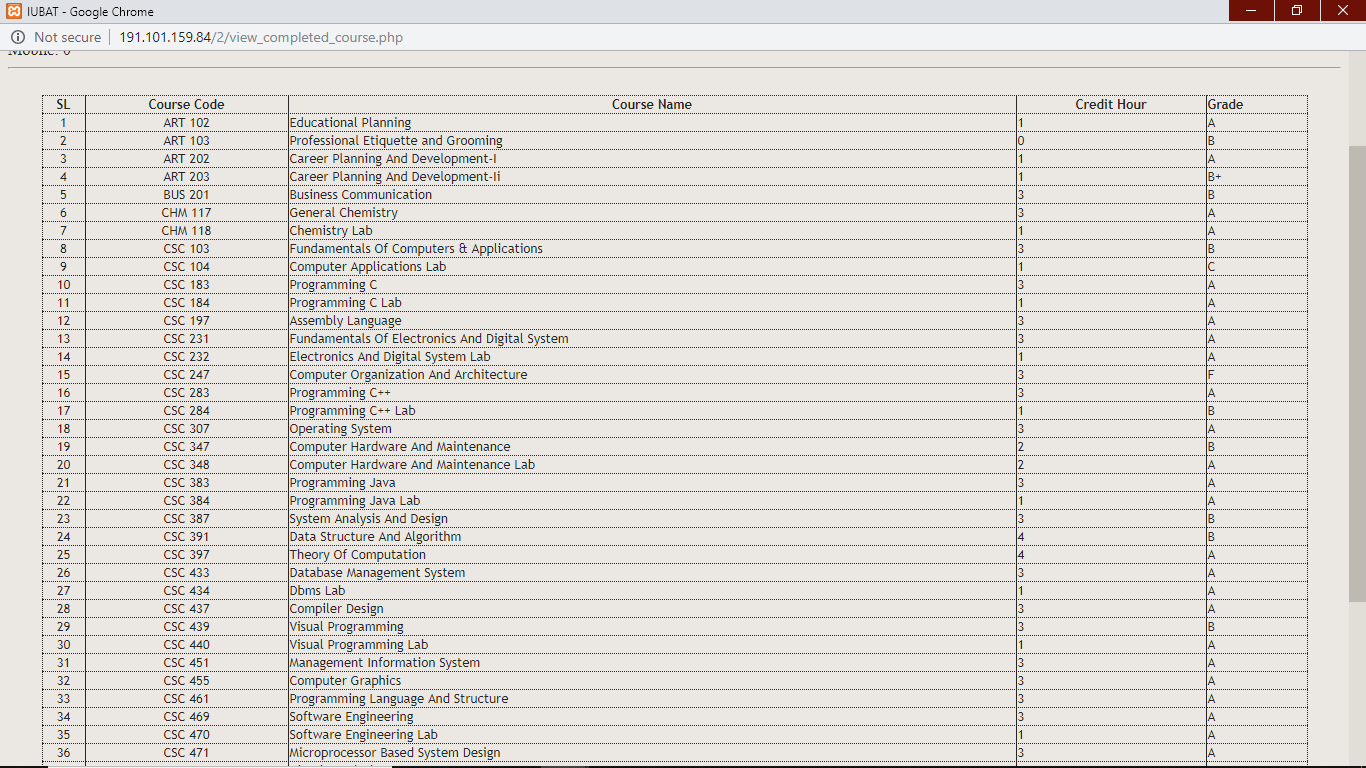 IUBAT - Google Chrome
Not secure | 191.101.159.84/2/view_completed_course.php
SL Course Code Course Name Credit Hour Grade
1 ART 102 Educational Planning 1 A
2 ART 103 Professional Etiquette and Grooming 0 B
3 ART 202 Career Planning And Development-I 1 A
4 ART 203 Career Planning And Development-Ii 1 B+
5 BUS 201 Business Communication 3 B
6 CHM 117 General Chemistry 3 A
7 CHM 118 Chemistry Lab 1 A
8 CSC 103 Fundamentals Of Computers & Applications 3 B
9 CSC 104 Computer Applications Lab 1 C
10 CSC 183 Programming C 3 A
11 CSC 184 Programming C Lab 1 A
12 CSC 197 Assembly Language 3 A
13 CSC 231 Fundamentals Of Electronics And Digital System 3 A
14 CSC 232 Electronics And Digital System Lab 1 A
15 CSC 247 Computer Organization And Architecture 3 F
16 CSC 283 Programming C++ 3 A
17 CSC 284 Programming C++ Lab 1 B
18 CSC 307 Operating System 3 A
19 CSC 347 Computer Hardware And Maintenance 2 B
20 CSC 348 Computer Hardware And Maintenance Lab 2 A
21 CSC 383 Programming Java 3 A
22 CSC 384 Programming Java Lab 1 A
23 CSC 387 System Analysis And Design 3 B
24 CSC 391 Data Structure And Algorithm 4 B
25 CSC 397 Theory Of Computation 4 A
26 CSC 433 Database Management System 3 A
27 CSC 434 Dbms Lab 1 A
28 CSC 437 Compiler Design 3 A
29 CSC 439 Visual Programming 3 B
30 CSC 440 Visual Programming Lab 1 A
31 CSC 451 Management Information System 3 A
32 CSC 455 Computer Graphics 3 A
33 CSC 461 Programming Language And Structure 3 A
34 CSC 469 Software Engineering 3 A
35 CSC 470 Software Engineering Lab 1 A
36 CSC 471 Microprocessor Based System Design 3 A